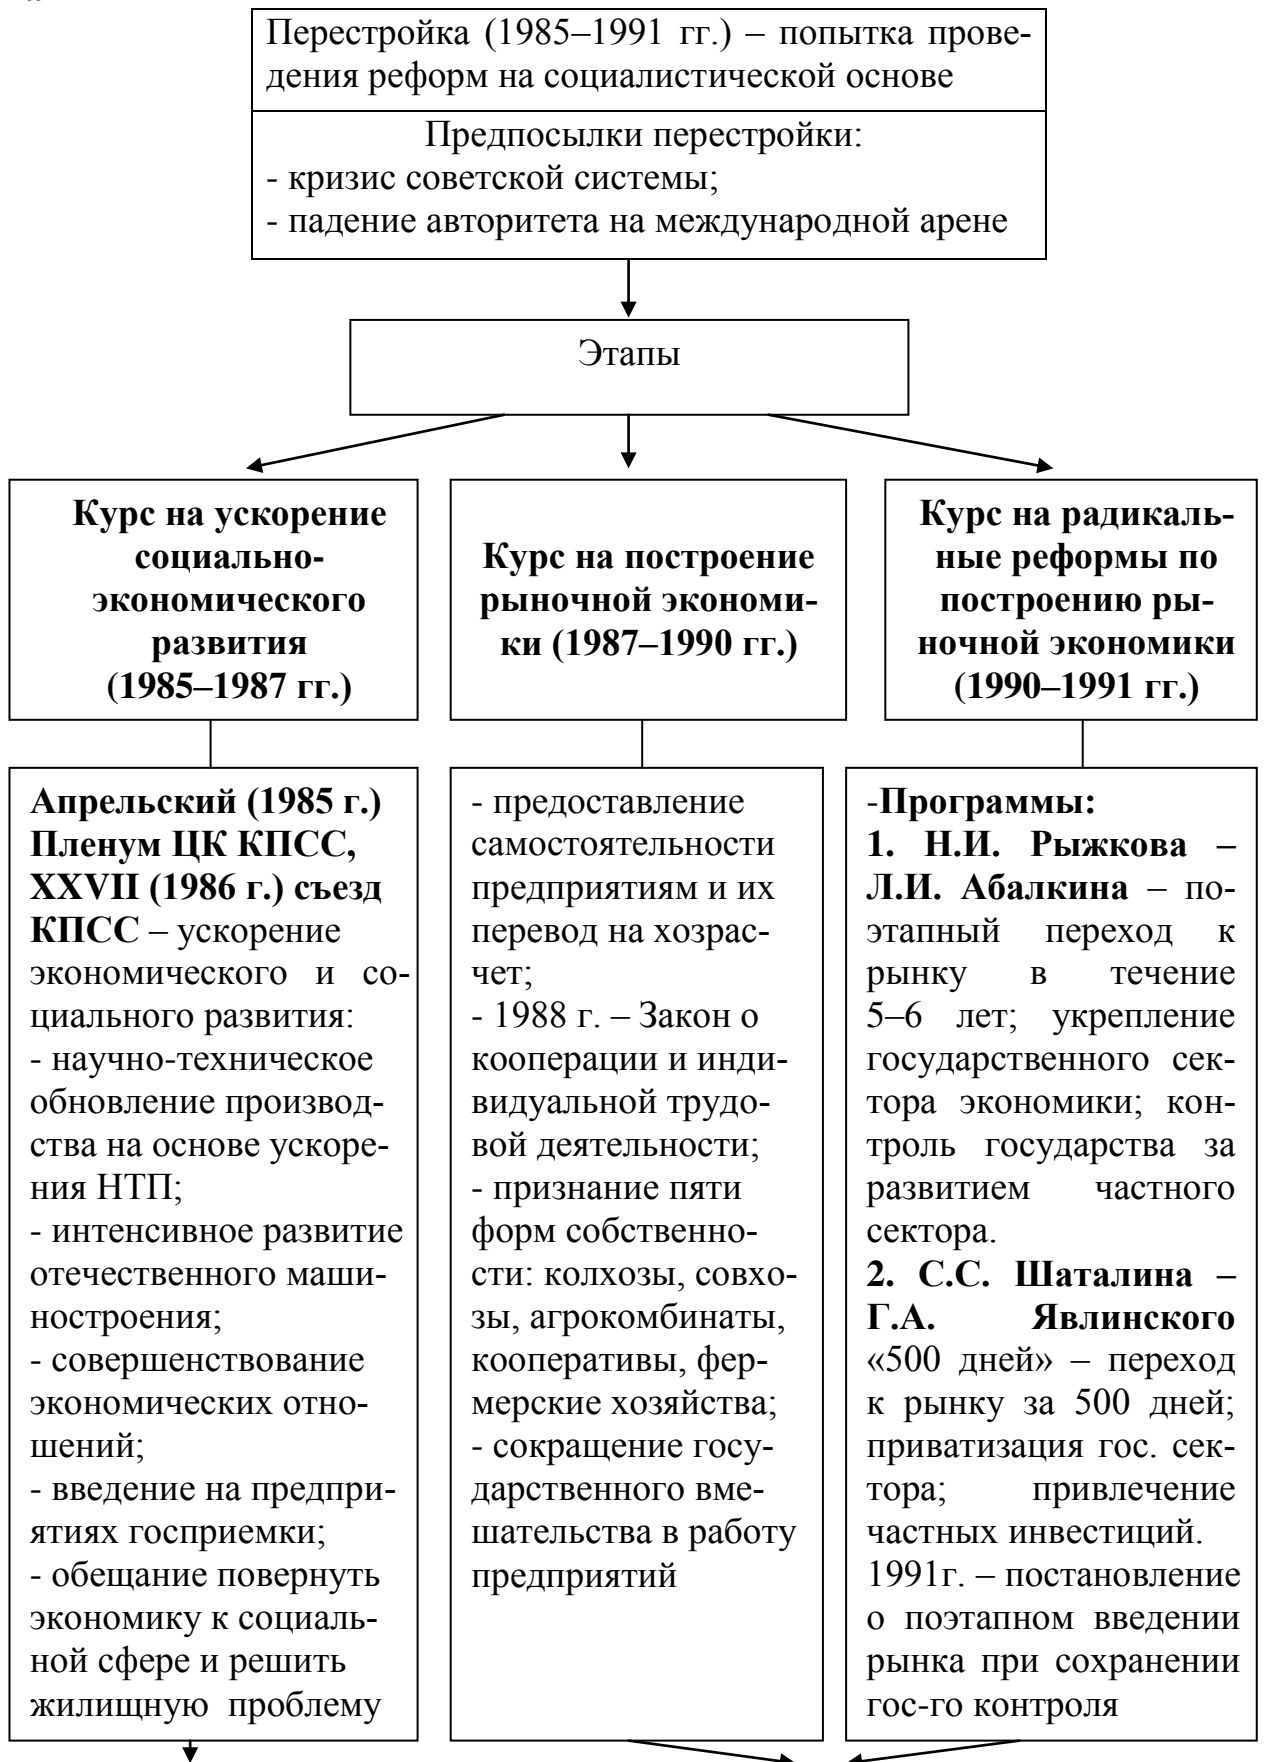 Перестройка (1985–1991 гг.) – попытка прове-
дения реформ на социалистической основе
Предпосылки перестройки:
- кризис советской системы;
- падение авторитета на международной арене
Этапы
Курс на ускорение
социально-
экономического
развития
(1985–1987 гг.)
Курс на построение
рыночной экономи-
ки (1987–1990 гг.)
Курс на радикаль-
ные реформы по
построению ры-
ночной экономики
(1990–1991 гг.)
Апрельский (1985 г.)
Пленум ЦК КПСС,
XXVII (1986 г.) съезд
КПСС – ускорение
экономического и со-
циального развития:
- научно-техническое
обновление производ-
ства на основе ускоре-
ния НТП;
- интенсивное развитие
отечественного маши-
ностроения;
- совершенствование
экономических отно-
шений;
- введение на предпри-
ятиях госприемки;
- обещание повернуть
экономику к социаль-
ной сфере и решить
жилищную проблему
- предоставление
самостоятельности
предприятиям и их
перевод на хозрас-
чет;
- 1988 г. – Закон о
кооперации и инди-
видуальной трудо-
вой деятельности;
- признание пяти
форм собственно-
сти: колхозы, совхо-
зы, агрокомбинаты,
кооперативы, фер-
мерские хозяйства;
- сокращение госу-
дарственного вме-
шательства в работу
предприятий
-Программы:
1. Н.И. Рыжкова –
Л.И. Абалкина – по-
этапный переход к
рынку в течение
5–6 лет; укрепление
государственного сек-
тора экономики; кон-
троль государства за
развитием частного
сектора.
2. С.С. Шаталина –
Г.А. Явлинского
«500 дней» – переход
к рынку за 500 дней;
приватизация гос. сек-
тора; привлечение
частных инвестиций.
1991г. – постановление
о поэтапном введении
рынка при сохранении
гос-го контроля